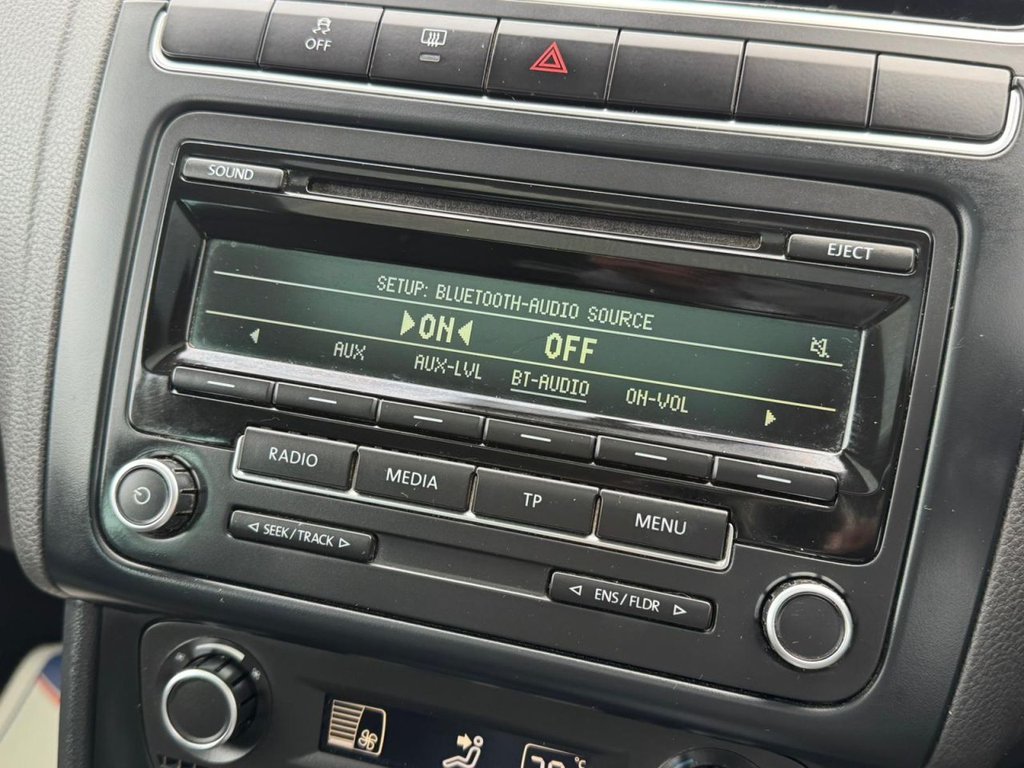 OFF
SOUND
EJECT
SETUP: BLUETOOTH-AUDIO SOURCE
ON OFF
AUX AUX-LVL BT-AUDIO ON-VOL
RADIO MEDIA TP MENU
SEEK/TRACK
ENS/FLDR
°C